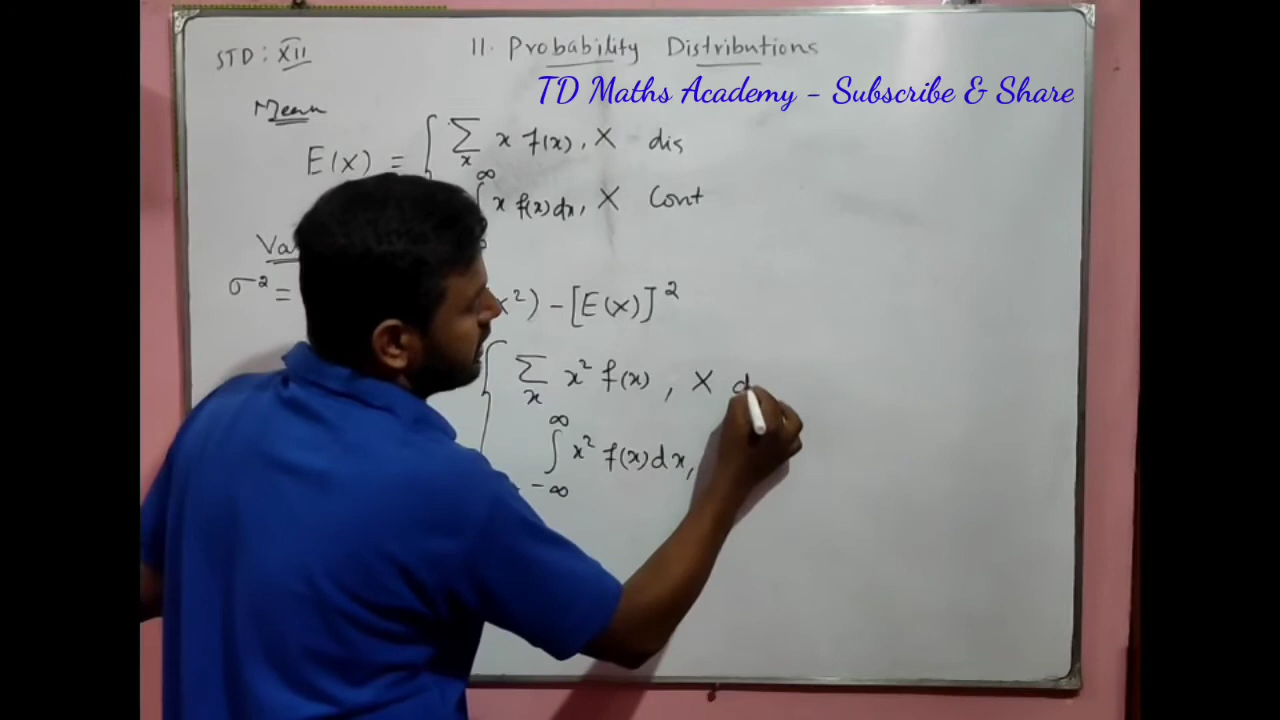 STD: XII
11. Probability Distributions
TD Maths Academy - Subscribe & Share
Mean
E(X) = { ∑ x f(x), X dis
x
∞
∫ x f(x)dx, X Cont
σ² =
x²) - [E(X)]²
{ ∑ x² f(x), X d
x
∞
∫ x² f(x)dx,
-∞